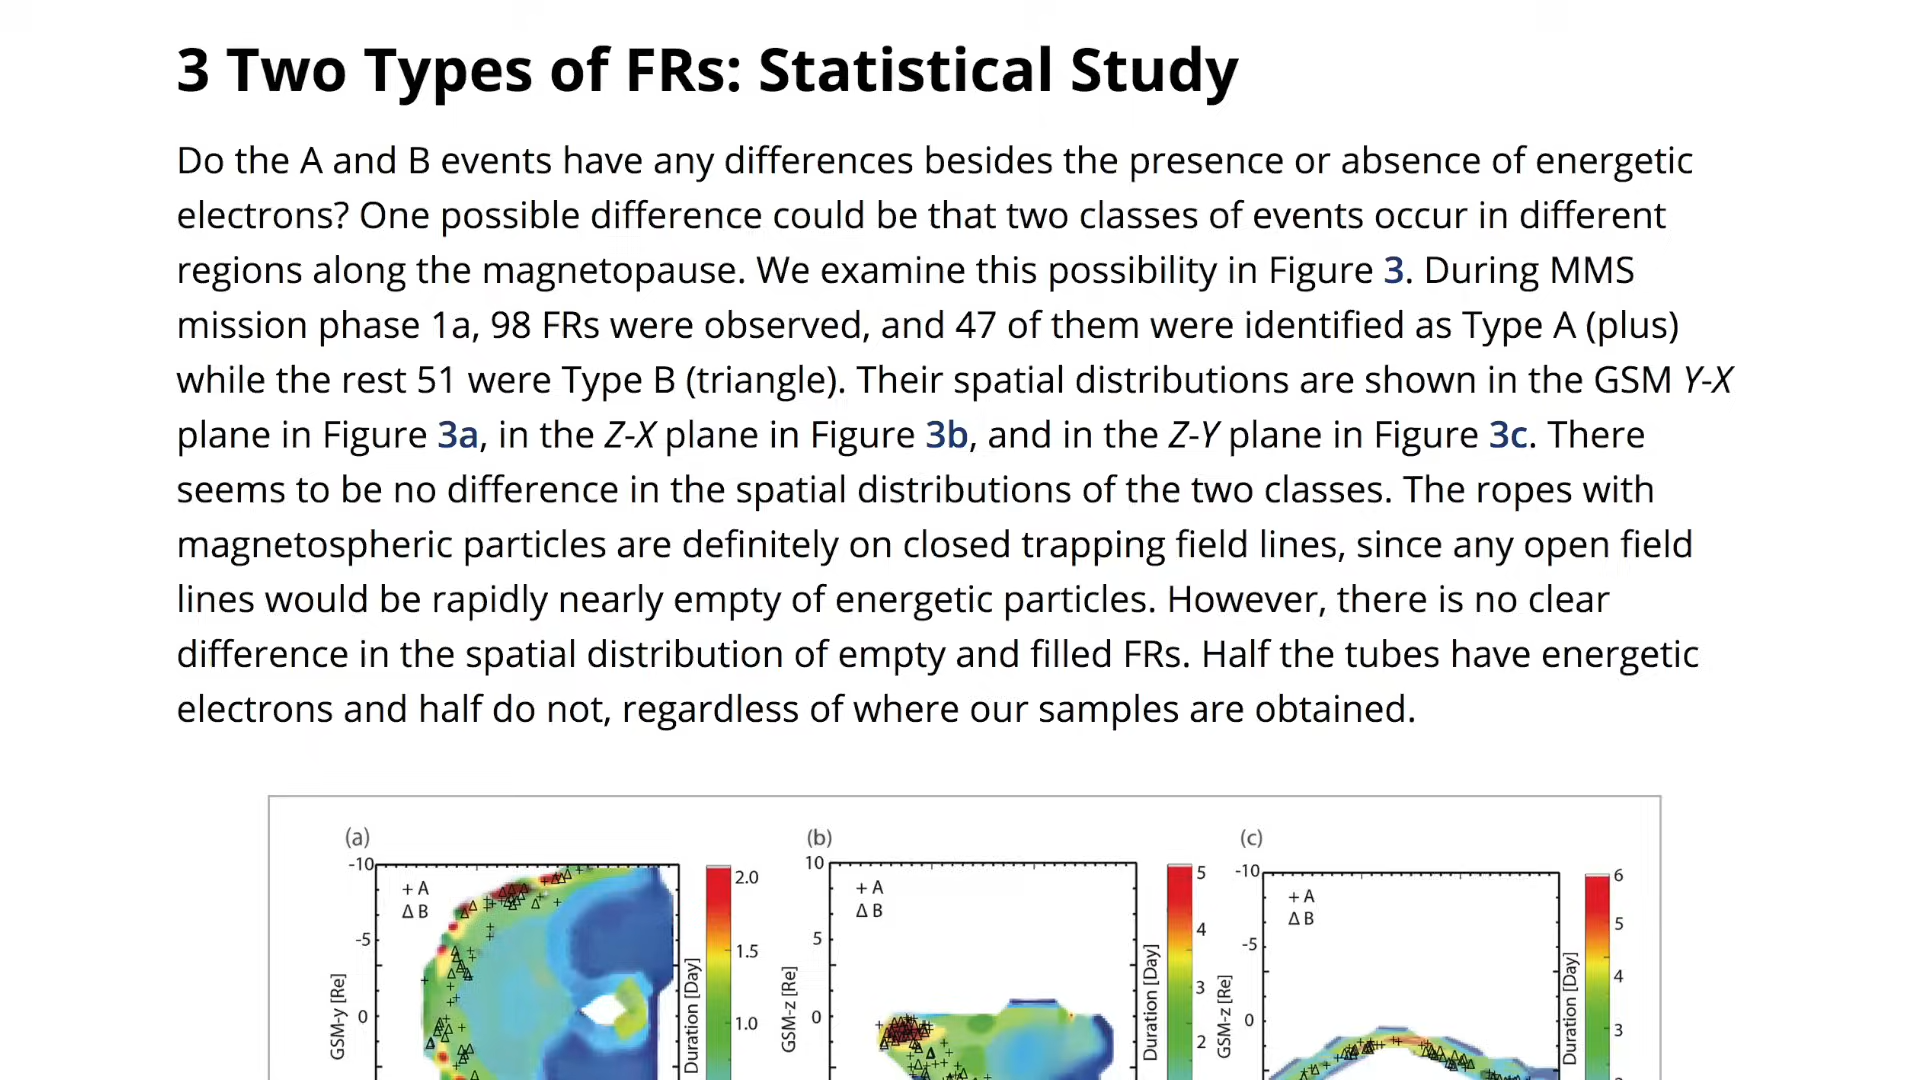 3 Two Types of FRs: Statistical Study
Do the A and B events have any differences besides the presence or absence of energetic
electrons? One possible difference could be that two classes of events occur in different
regions along the magnetopause. We examine this possibility in Figure 3. During MMS
mission phase 1a, 98 FRs were observed, and 47 of them were identified as Type A (plus)
while the rest 51 were Type B (triangle). Their spatial distributions are shown in the GSM Y-X
plane in Figure 3a, in the Z-X plane in Figure 3b, and in the Z-Y plane in Figure 3c. There
seems to be no difference in the spatial distributions of the two classes. The ropes with
magnetospheric particles are definitely on closed trapping field lines, since any open field
lines would be rapidly nearly empty of energetic particles. However, there is no clear
difference in the spatial distribution of empty and filled FRs. Half the tubes have energetic
electrons and half do not, regardless of where our samples are obtained.
(a)
-10
+ A
Δ B
-5
0
GSM-y [Re]
2.0
1.5
1.0
Duration [Day]
(b)
10
+ A
Δ B
5
0
GSM-z [Re]
5
4
3
2
Duration [Day]
(c)
-10
+ A
Δ B
-5
0
GSM-z [Re]
6
5
4
3
Duration [Day]